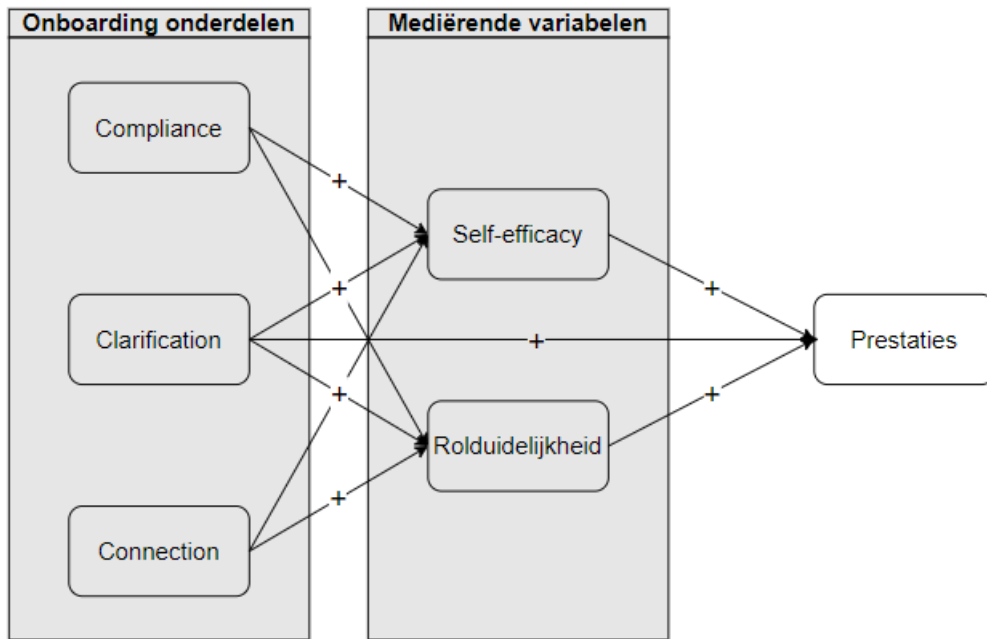 Onboarding onderdelen
Mediërende variabelen
Compliance
+
Self-efficacy
+
+
Clarification
+
Prestaties
+
+
Rolduidelijkheid
+
Connection